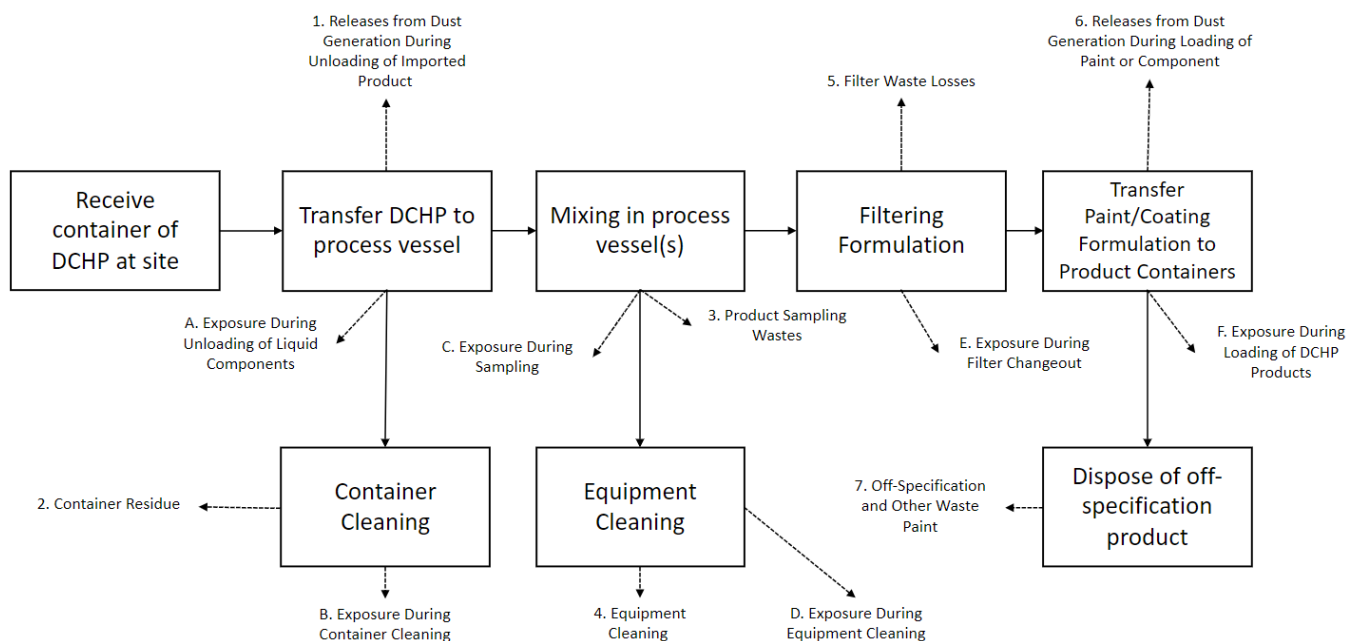 1. Releases from Dust
Generation During
Unloading of Imported
Product
6. Releases from Dust
Generation During Loading of
Paint or Component
5. Filter Waste Losses
Receive
container of
DCHP at site
Transfer DCHP to
process vessel
Mixing in process
vessel(s)
Filtering
Formulation
Transfer
Paint/Coating
Formulation to
Product Containers
A. Exposure During
Unloading of Liquid
Components
C. Exposure During
Sampling
3. Product Sampling
Wastes
E. Exposure During
Filter Changeout
F. Exposure During
Loading of DCHP
Products
2. Container Residue
Container
Cleaning
Equipment
Cleaning
7. Off-Specification
and Other Waste
Paint
Dispose of off-
specification
product
B. Exposure During
Container Cleaning
4. Equipment
Cleaning
D. Exposure During
Equipment Cleaning